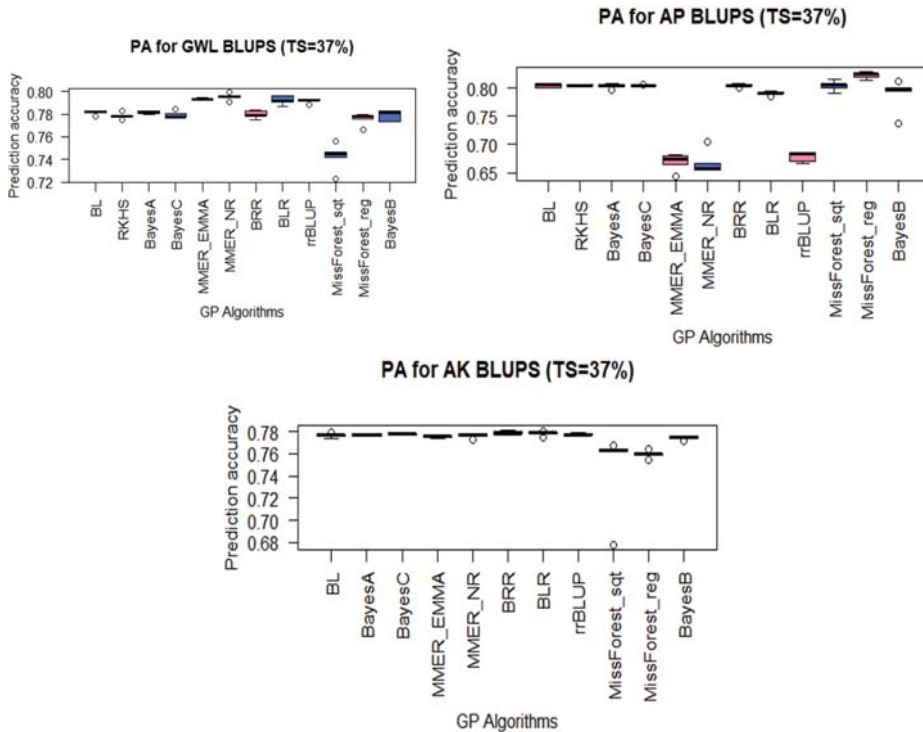 PA for GWL BLUPS (TS=37%)
Prediction accuracy
0.80
0.78
0.76
0.74
0.72
BL
RKHS
BayesA
BayesC
MMER_EMMA
MMER_NR
BRR
BLR
rrBLUP
MissForest_sqt
MissForest_reg
BayesB
GP Algorithms
PA for AP BLUPS (TS=37%)
Prediction accuracy
0.80
0.75
0.70
0.65
BL
RKHS
BayesA
BayesC
MMER_EMMA
MMER_NR
BRR
BLR
rrBLUP
MissForest_sqt
MissForest_reg
BayesB
GP Algorithms
PA for AK BLUPS (TS=37%)
Prediction accuracy
0.78
0.76
0.74
0.72
0.70
0.68
BL
BayesA
BayesC
MMER_EMMA
MMER_NR
BRR
BLR
rrBLUP
MissForest_sqt
MissForest_reg
BayesB
GP Algorithms